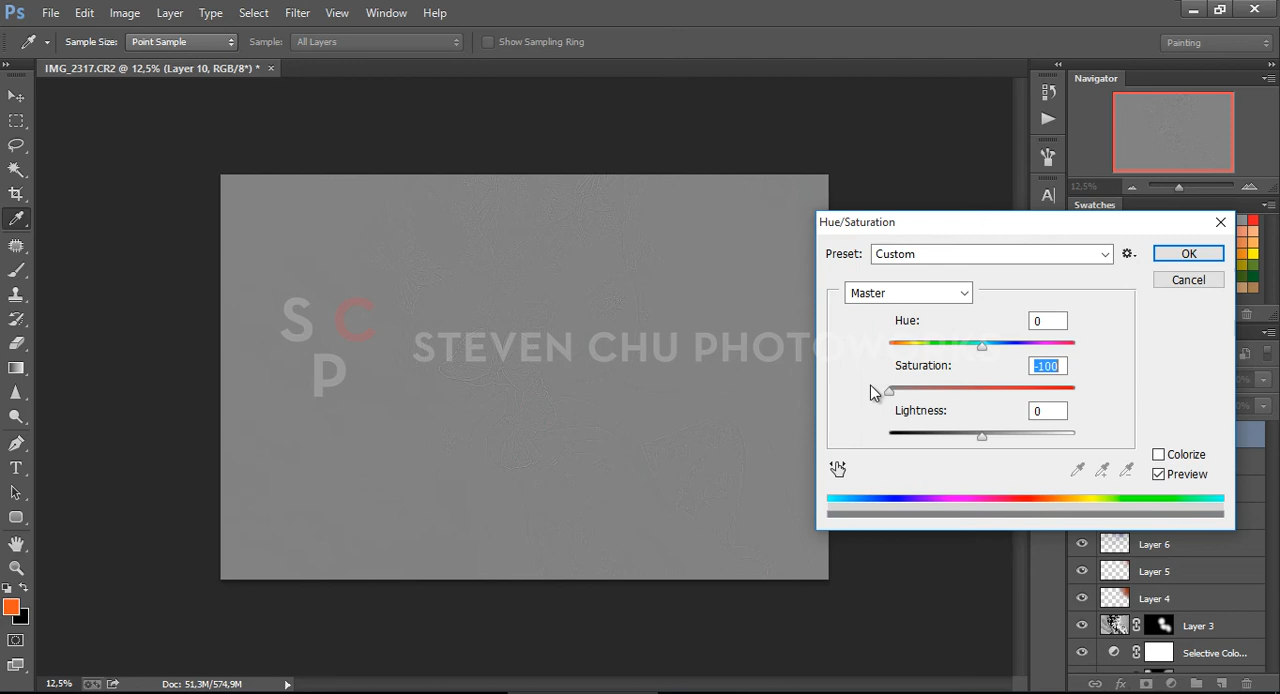 Ps File Edit Image Layer Type Select Filter View Window Help
Sample Size: Point Sample Sample: All Layers Show Sampling Ring Painting
IMG_2317.CR2 @ 12,5% (Layer 10, RGB/8*) * ×
Navigator
12,5%
Swatches
Hue/Saturation
Preset: Custom OK
Cancel
Master
Hue: 0
Saturation: -100
Lightness: 0
Colorize
Preview
S C P
STEVEN CHU PHOTOWORKS
Layer 6
Layer 5
Layer 4
Layer 3
Selective Colo...
12,5% Doc: 51,3M/574,9M